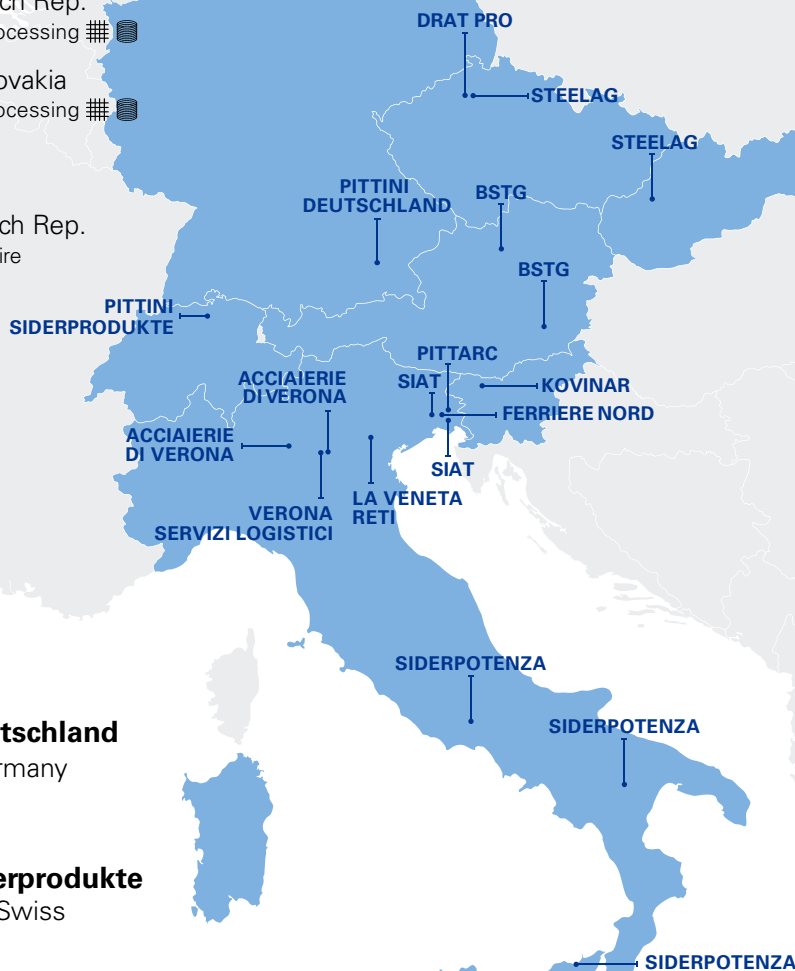 ch Rep.
ocessing
ovakia
ocessing
ch Rep.
ire
DRAT PRO
STEELAG
STEELAG
PITTINI
DEUTSCHLAND
BSTG
BSTG
PITTINI
SIDERPRODUKTE
PITTARC
SIAT
KOVINAR
FERRIERE NORD
ACCIAIERIE
DI VERONA
ACCIAIERIE
DI VERONA
SIAT
LA VENETA
RETI
VERONA
SERVIZI LOGISTICI
SIDERPOTENZA
SIDERPOTENZA
tschland
rmany
erprodukte
Swiss
SIDERPOTENZA